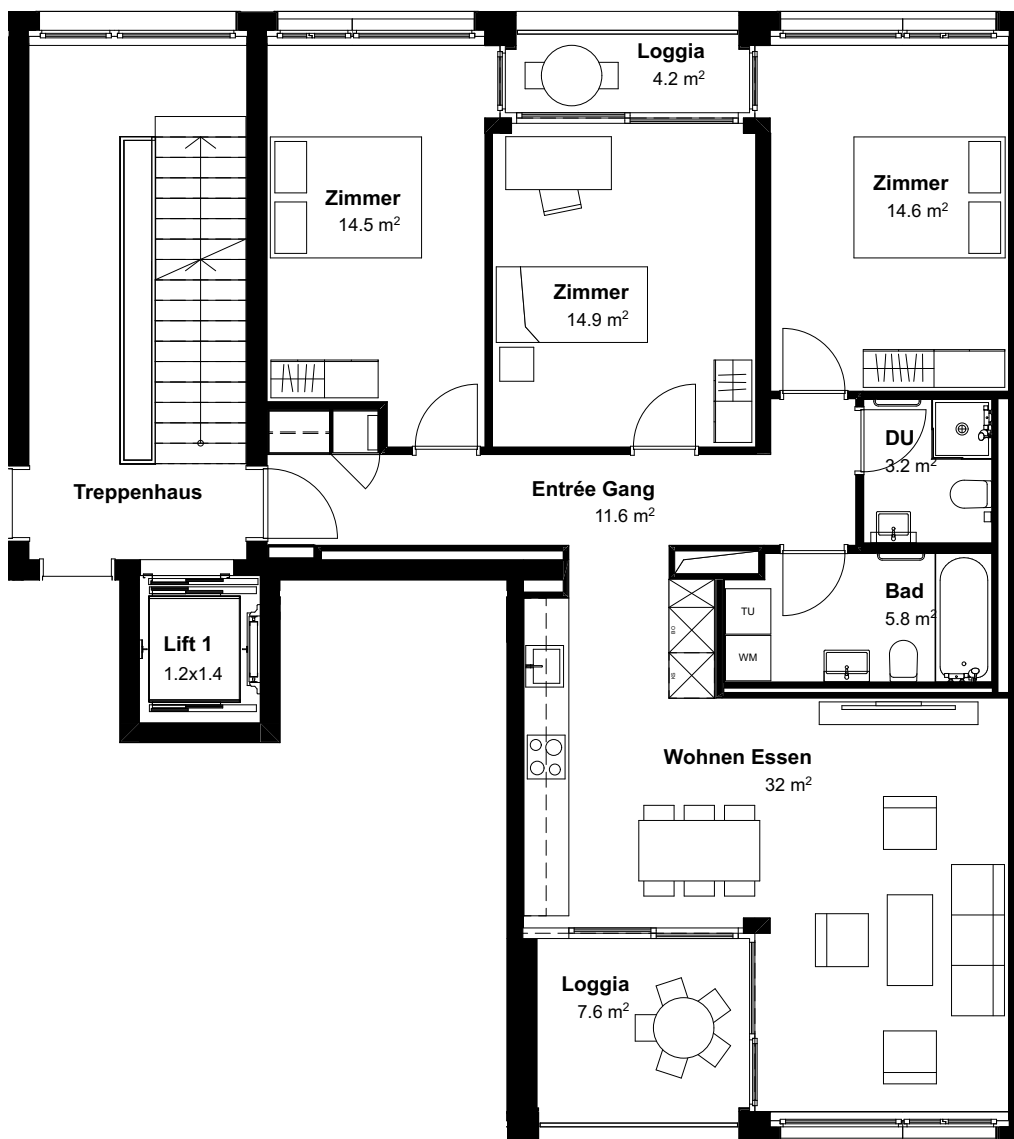 Loggia
4.2 m²
Zimmer
14.5 m²
Zimmer
14.6 m²
Zimmer
14.9 m²
DU
3.2 m²
Treppenhaus
Entrée Gang
11.6 m²
Bad
5.8 m²
TU
WM
BO
KS
Lift 1
1.2x1.4
Wohnen Essen
32 m²
Loggia
7.6 m²